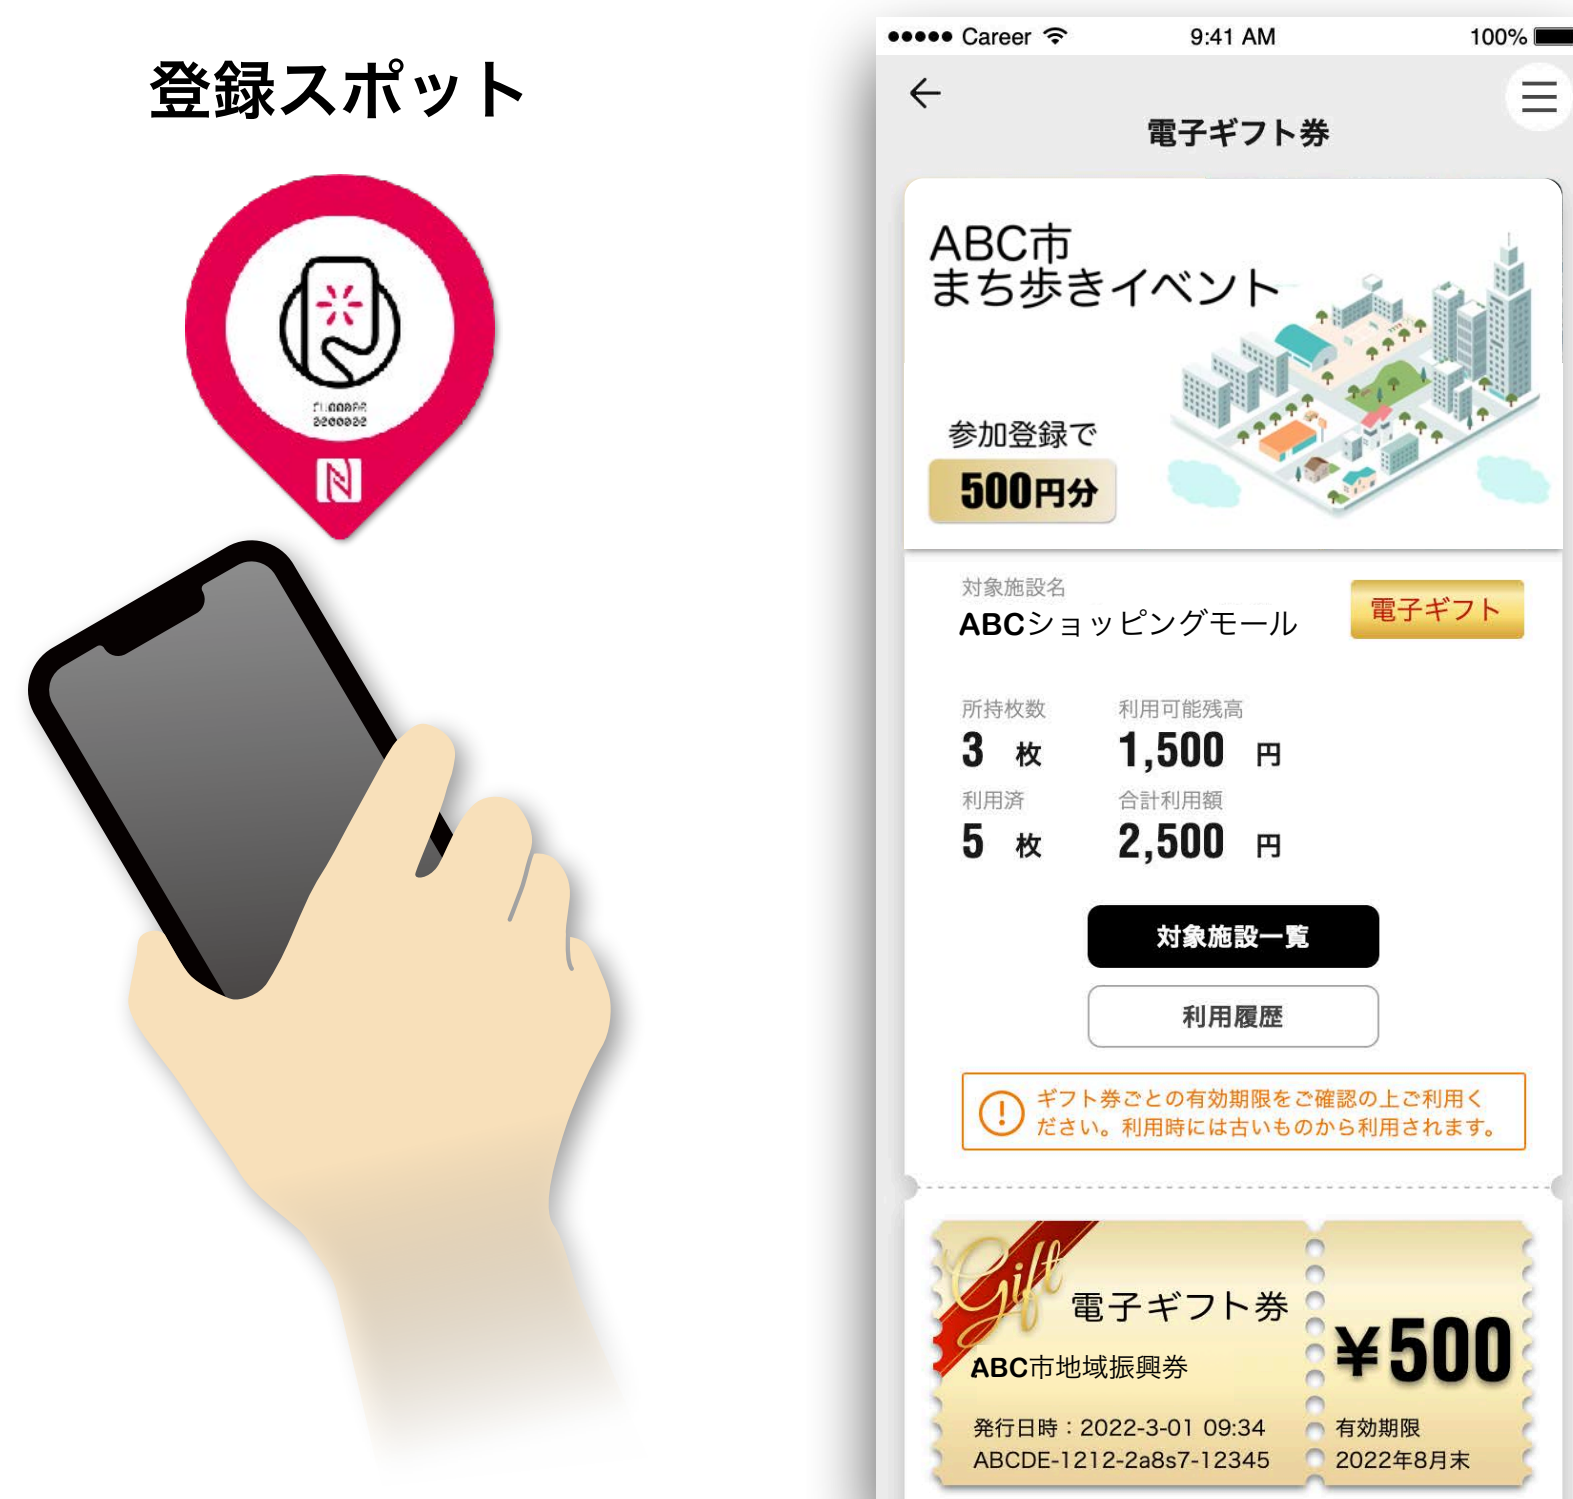 登録スポット
Career
9:41 AM
100%
電子ギフト券
ABC市
まち歩きイベント
参加登録で
500円分
対象施設名
ABCショッピングモール
電子ギフト
所持枚数 利用可能残高
3 枚 1,500 円
利用済 合計利用額
5 枚 2,500 円
対象施設一覧
利用履歴
ギフト券ごとの有効期限をご確認の上ご利用く
ださい。利用時には古いものから利用されます。
Gift
電子ギフト券
ABC市地域振興券
¥500
発行日時：2022-3-01 09:34
ABCDE-1212-2a8s7-12345
有効期限
2022年8月末